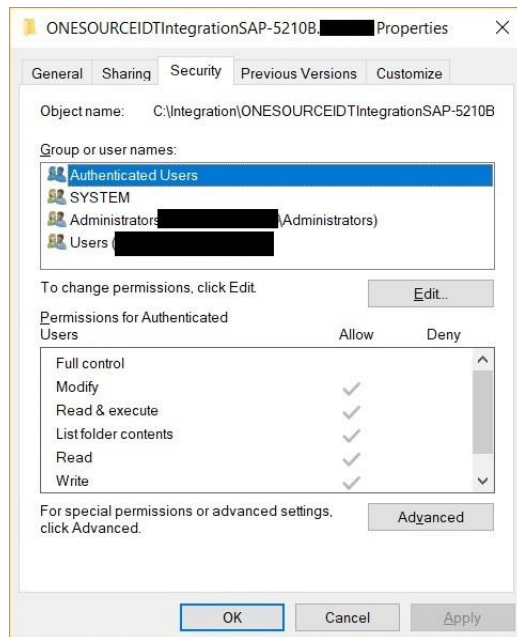 ONESOURCEIDTIntegrationSAP-5210B. Properties
General Sharing Security Previous Versions Customize
Object name: C:\Integration\ONESOURCEIDTIntegrationSAP-5210B
Group or user names:
Authenticated Users
SYSTEM
Administrators \Administrators)
Users (
To change permissions, click Edit.
Edit...
Permissions for Authenticated
Users Allow Deny
Full control
Modify
Read & execute
List folder contents
Read
Write
For special permissions or advanced settings,
click Advanced.
Advanced
OK Cancel Apply